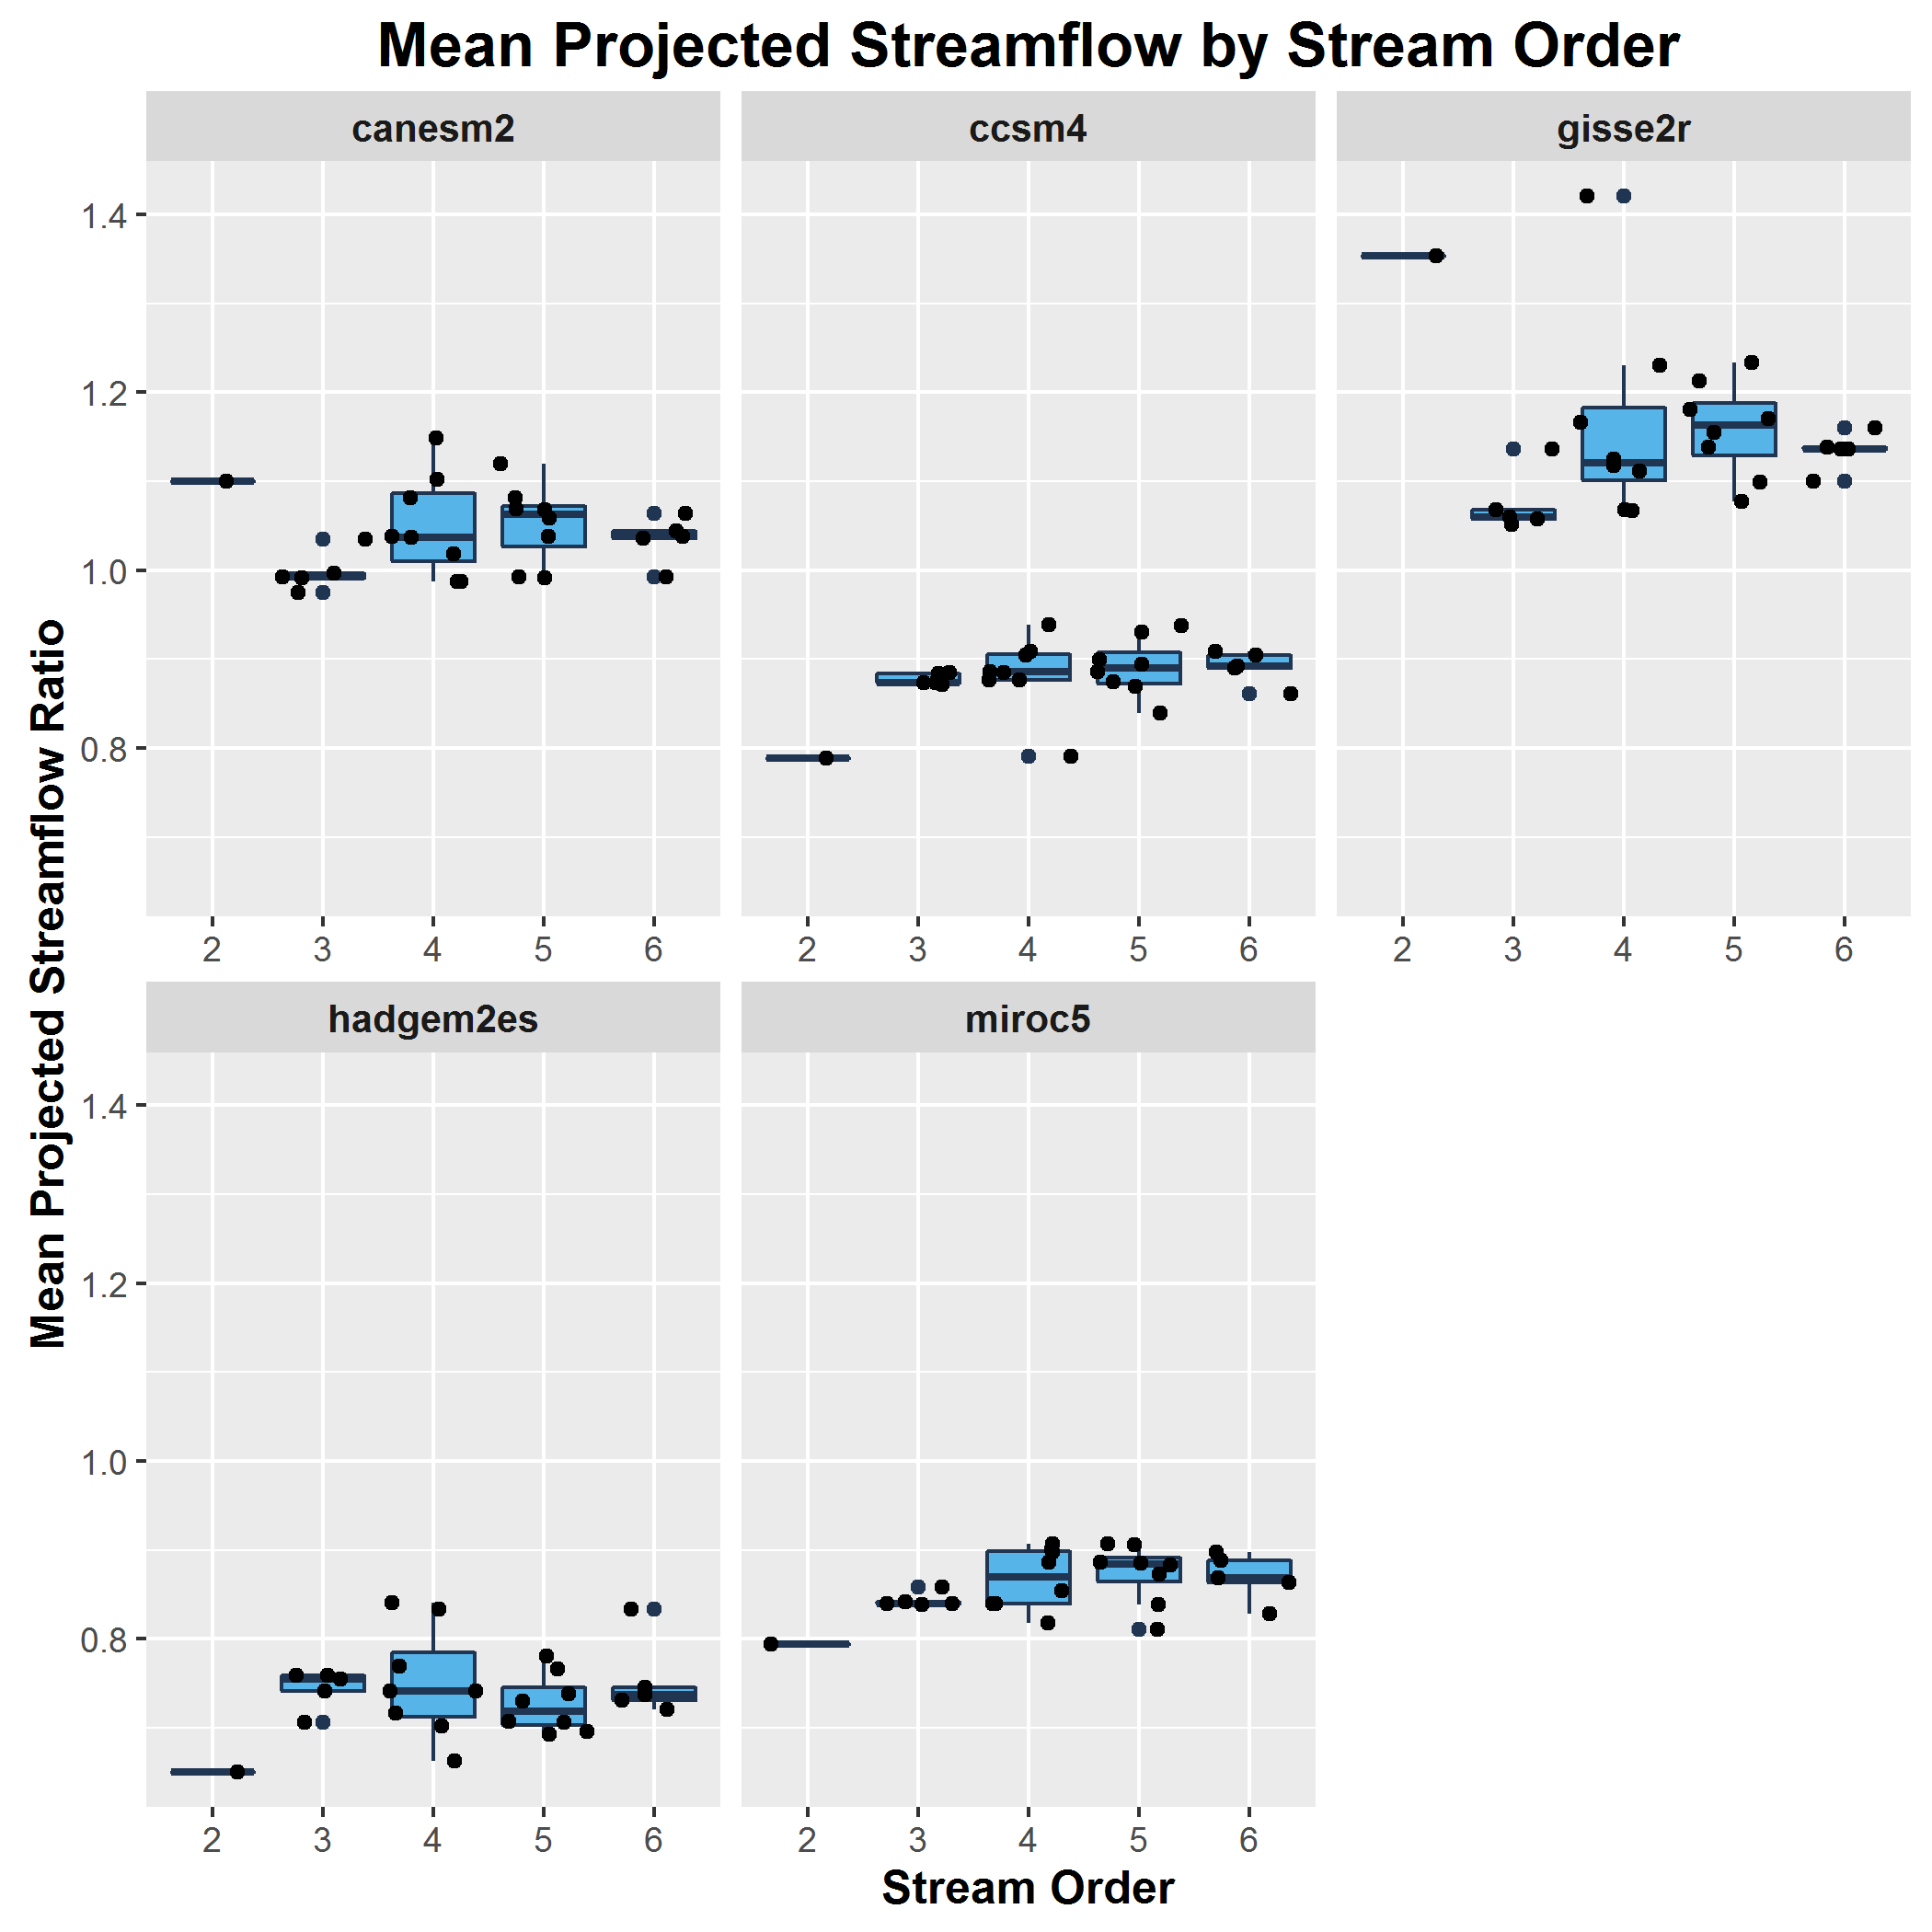 Mean Projected Streamflow by Stream Order
canesm2
ccsm4
gisse2r
1.4
1.2
1.0
0.8
2 3 4 5 6
2 3 4 5 6
2 3 4 5 6
Mean Projected Streamflow Ratio
hadgem2es
miroc5
1.4
1.2
1.0
0.8
2 3 4 5 6
2 3 4 5 6
Stream Order